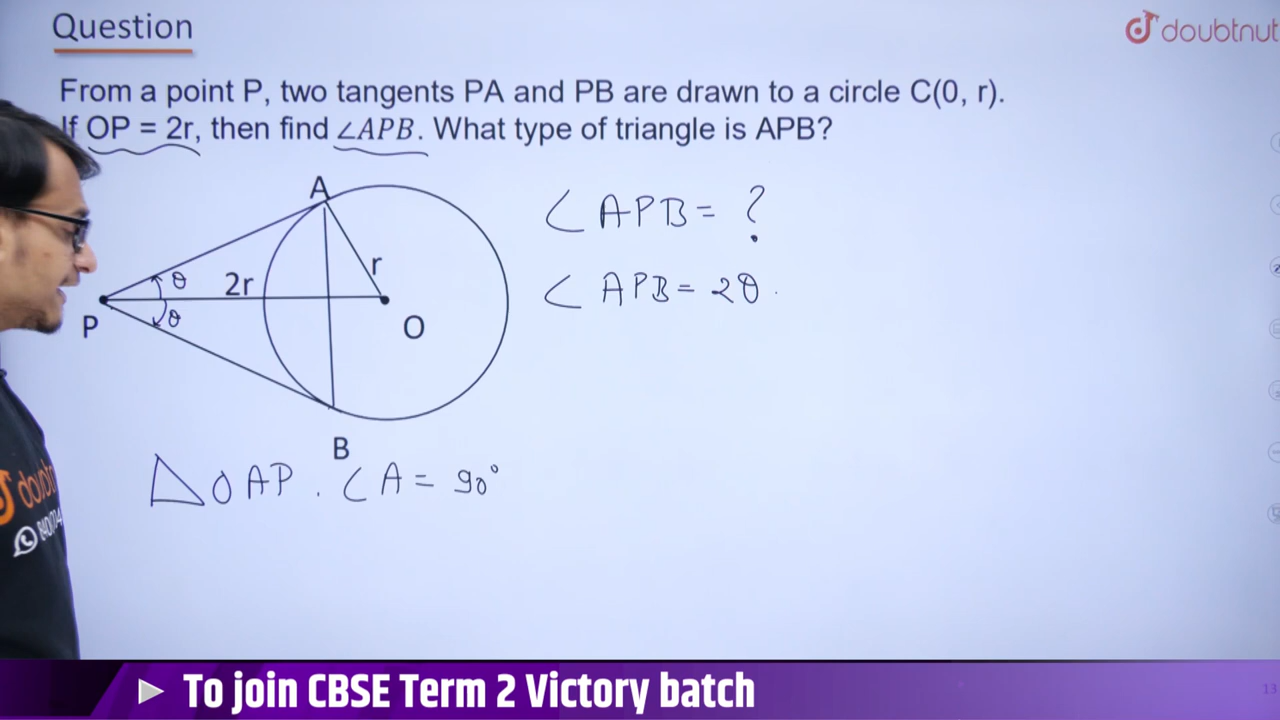 Question
doubtnut
From a point P, two tangents PA and PB are drawn to a circle C(0, r).
If OP = 2r, then find ∠APB. What type of triangle is APB?
A
∠APB = ?
r
θ
2r
∠APB = 2θ.
θ
P
O
B
△OAP. ∠A = 90°
To join CBSE Term 2 Victory batch
13